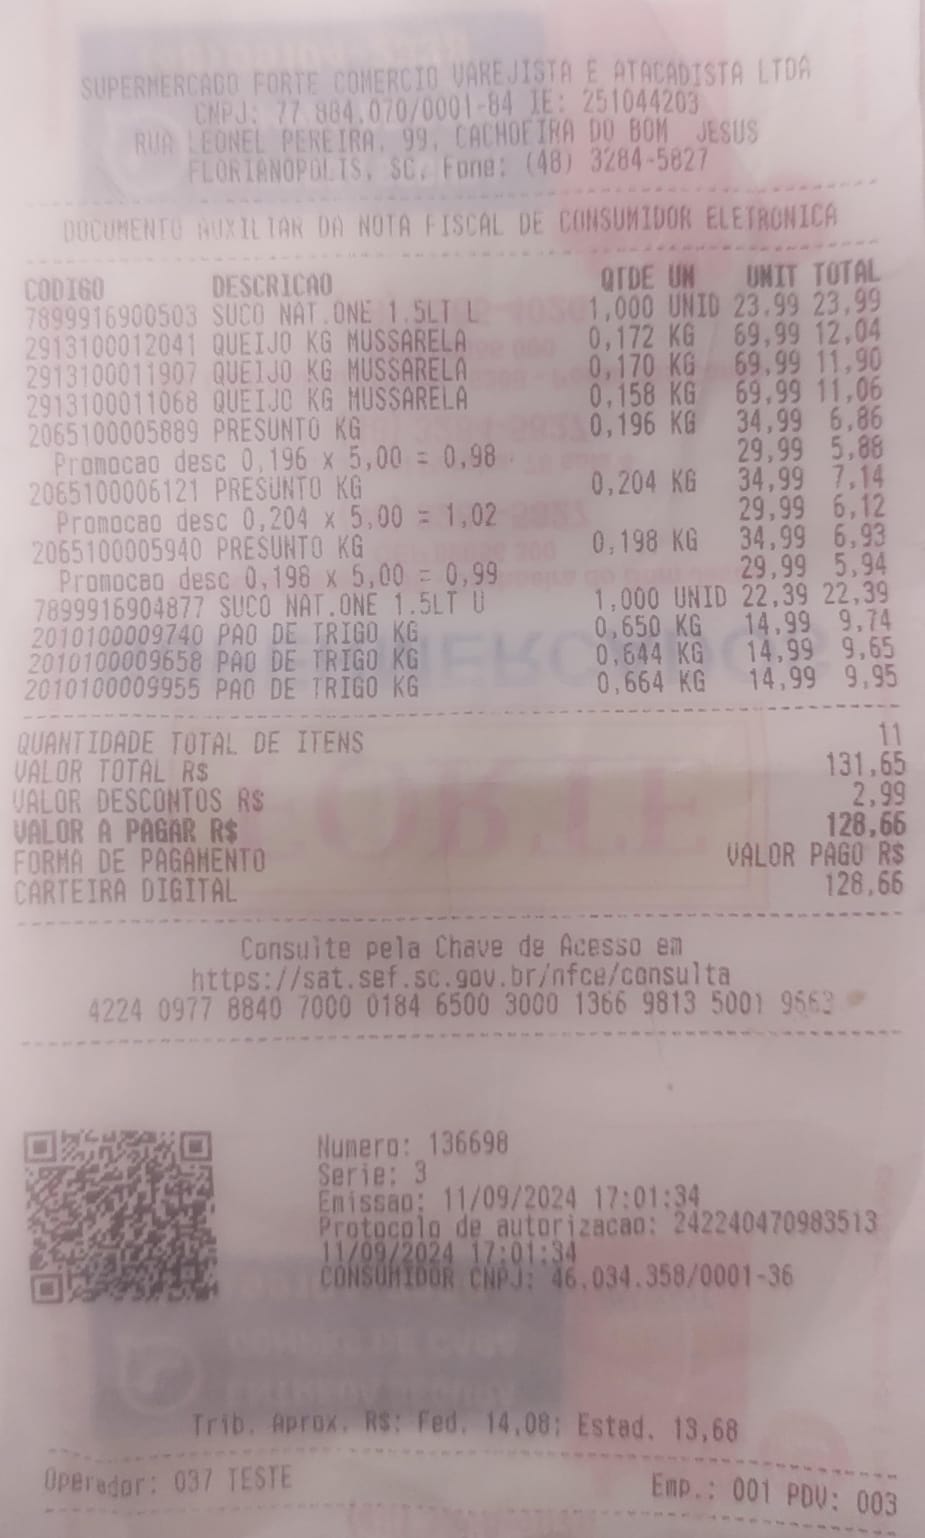 SUPERMERCADO FORTE COMERCIO VAREJISTA E ATACADISTA LTDA
CNPJ: 77.884.070/0001-84 IE: 251044203
RUA LEONEL PEREIRA, 99, CACHOEIRA DO BOM JESUS
FLORIANOPOLIS, SC, Fone: (48) 3284-5827
DOCUMENTO AUXILIAR DA NOTA FISCAL DE CONSUMIDOR ELETRONICA
CODIGO DESCRICAO QTDE UN UNIT TOTAL
7899916900503 SUCO NAT.ONE 1.5LT L 1,000 UNID 23,99 23,99
2913100012041 QUEIJO KG MUSSARELA 0,172 KG 69,99 12,04
2913100011907 QUEIJO KG MUSSARELA 0,170 KG 69,99 11,90
2913100011068 QUEIJO KG MUSSARELA 0,158 KG 69,99 11,06
2065100005889 PRESUNTO KG 0,196 KG 34,99 6,86
Promocao desc 0,196 x 5,00 = 0,98 29,99 5,88
2065100006121 PRESUNTO KG 0,204 KG 34,99 7,14
Promocao desc 0,204 x 5,00 = 1,02 29,99 6,12
2065100005940 PRESUNTO KG 0,198 KG 34,99 6,93
Promocao desc 0,198 x 5,00 = 0,99 29,99 5,94
7899916904877 SUCO NAT.ONE 1.5LT U 1,000 UNID 22,39 22,39
2010100009740 PAO DE TRIGO KG 0,650 KG 14,99 9,74
2010100009658 PAO DE TRIGO KG 0,644 KG 14,99 9,65
2010100009955 PAO DE TRIGO KG 0,664 KG 14,99 9,95
QUANTIDADE TOTAL DE ITENS 11
VALOR TOTAL R$ 131,65
VALOR DESCONTOS R$ 2,99
VALOR A PAGAR R$ 128,66
FORMA DE PAGAMENTO VALOR PAGO R$
CARTEIRA DIGITAL 128,66
Consulte pela Chave de Acesso em
https://sat.sef.sc.gov.br/nfce/consulta
4224 0977 8840 7000 0184 6500 3000 1366 9813 5001 9663
Numero: 136698
Serie: 3
Emissao: 11/09/2024 17:01:34
Protocolo de autorizacao: 242240470983513
11/09/2024 17:01:34
CONSUMIDOR CNPJ: 46.034.358/0001-36
Trib. Aprox. R$: Fed. 14,08; Estad. 13,68
Operador: 037 TESTE Emp.: 001 PDV: 003